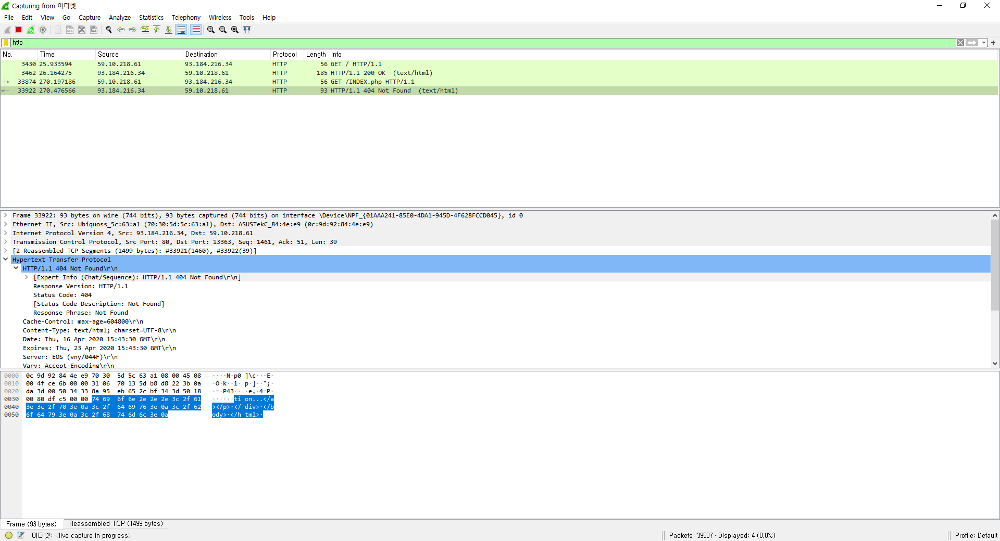 Capturing from 이더넷
File Edit View Go Capture Analyze Statistics Telephony Wireless Tools Help
http
No. Time Source Destination Protocol Length Info
3430 25.933594 59.10.218.61 93.184.216.34 HTTP 56 GET / HTTP/1.1
3462 26.164275 93.184.216.34 59.10.218.61 HTTP 185 HTTP/1.1 200 OK (text/html)
33874 270.197186 59.10.218.61 93.184.216.34 HTTP 56 GET /INDEX.php HTTP/1.1
33922 270.476566 93.184.216.34 59.10.218.61 HTTP 93 HTTP/1.1 404 Not Found (text/html)
Frame 33922: 93 bytes on wire (744 bits), 93 bytes captured (744 bits) on interface \Device\NPF_{01AAA241-85E0-4DA1-945D-4F628FCCD045}, id 0
Ethernet II, Src: Ubiquoss_5c:63:a1 (70:30:5d:5c:63:a1), Dst: ASUSTekC_84:4e:e9 (0c:9d:92:84:4e:e9)
Internet Protocol Version 4, Src: 93.184.216.34, Dst: 59.10.218.61
Transmission Control Protocol, Src Port: 80, Dst Port: 13363, Seq: 1461, Ack: 51, Len: 39
[2 Reassembled TCP Segments (1499 bytes): #33921(1460), #33922(39)]
Hypertext Transfer Protocol
HTTP/1.1 404 Not Found\r\n
[Expert Info (Chat/Sequence): HTTP/1.1 404 Not Found\r\n]
Response Version: HTTP/1.1
Status Code: 404
[Status Code Description: Not Found]
Response Phrase: Not Found
Cache-Control: max-age=604800\r\n
Content-Type: text/html; charset=UTF-8\r\n
Date: Thu, 16 Apr 2020 15:43:30 GMT\r\n
Expires: Thu, 23 Apr 2020 15:43:30 GMT\r\n
Server: EOS (vny/044F)\r\n
Vary: Accept-Encoding\r\n
0000 0c 9d 92 84 4e e9 70 30 5d 5c 63 a1 08 00 45 08 ····N·p0 ]\c···E·
0010 00 4f ce 6b 00 00 31 06 70 13 5d b8 d8 22 3b 0a ·O·k··1· p·]··";·
0020 da 3d 00 50 34 33 8a 95 eb 65 2c bf 34 3d 50 18 ·=·P43·· ·e,·4=P·
0030 00 80 df c5 00 00 74 69 6f 6e 2e 2e 2e 3c 2f 61 ······ti on...</a
0040 3e 3c 2f 70 3e 0a 3c 2f 64 69 76 3e 0a 3c 2f 62 ></p>·</ div>·</b
0050 6f 64 79 3e 0a 3c 2f 68 74 6d 6c 3e 0a ody>·</h tml>·
Frame (93 bytes) Reassembled TCP (1499 bytes)
이더넷: <live capture in progress> Packets: 39537 · Displayed: 4 (0.0%) Profile: Default